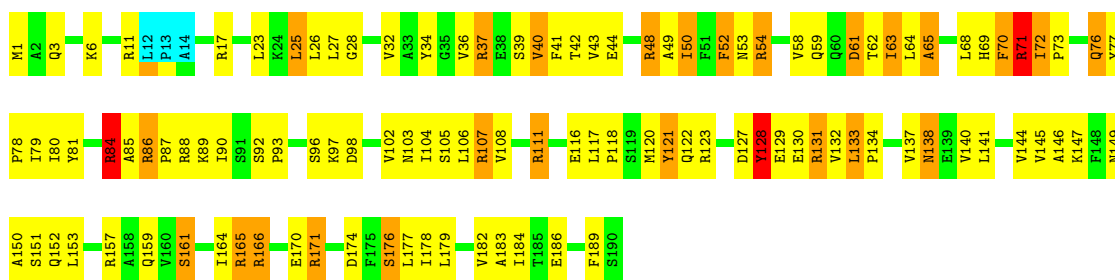 M1 A2 Q3 K6 R11 L12 P13 A14 R17 L23 K24 L25 L26 L27 G28 V32 A33 Y34 G35 V36 R37 E38 S39 V40 F41 T42 V43 E44 R48 A49 I50 F51 F52 N53 R54 V58 Q59 Q60 D61 T62 I63 L64 A65 L68 H69 F70 R71 I72 P73 Q76 Y77
P78 I79 I80 Y81 R84 A85 R86 P87 R88 K89 I90 S91 S92 P93 S96 K97 D98 V102 N103 I104 S105 L106 R107 V108 R111 E116 L117 P118 S119 M120 Y121 Q122 R123 D127 Y128 E129 E130 R131 V132 L133 P134 V137 N138 E139 V140 L141 V144 V145 A146 K147 F148 N149
A150 S151 Q152 L153 R157 A158 Q159 V160 S161 I164 R165 R166 E170 R171 D174 F175 S176 L177 I178 L179 V182 A183 I184 T185 E186 F189 S190